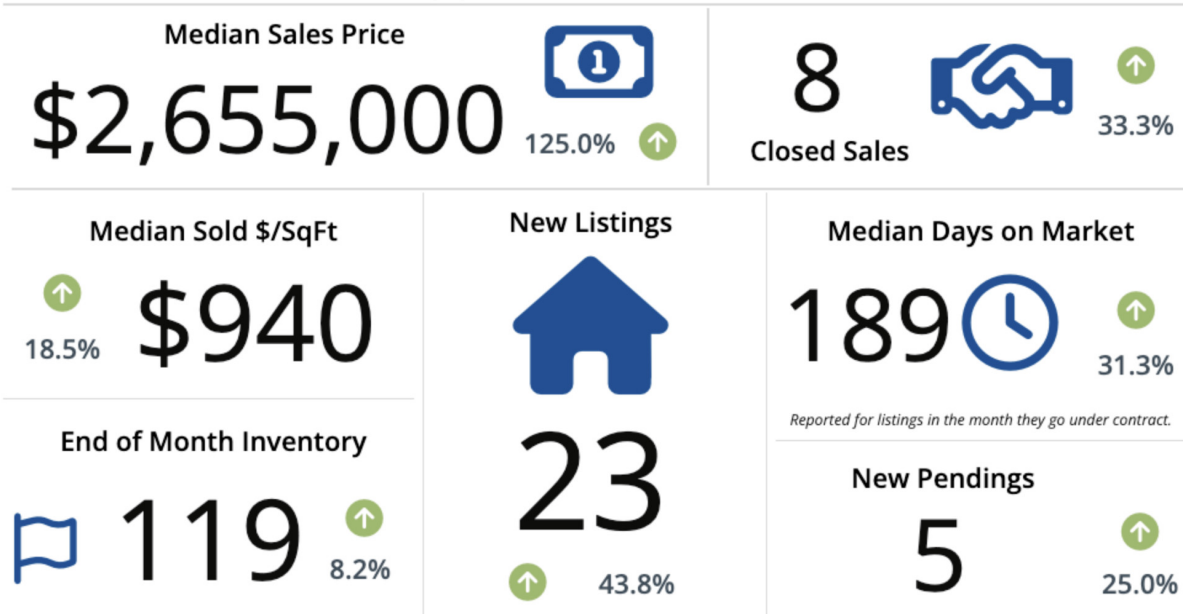 Median Sales Price
1
$2,655,000
125.0%
8
Closed Sales
33.3%
Median Sold $/SqFt
$940
18.5%
New Listings
23
43.8%
Median Days on Market
189
31.3%
Reported for listings in the month they go under contract.
End of Month Inventory
119
8.2%
New Pendings
5
25.0%